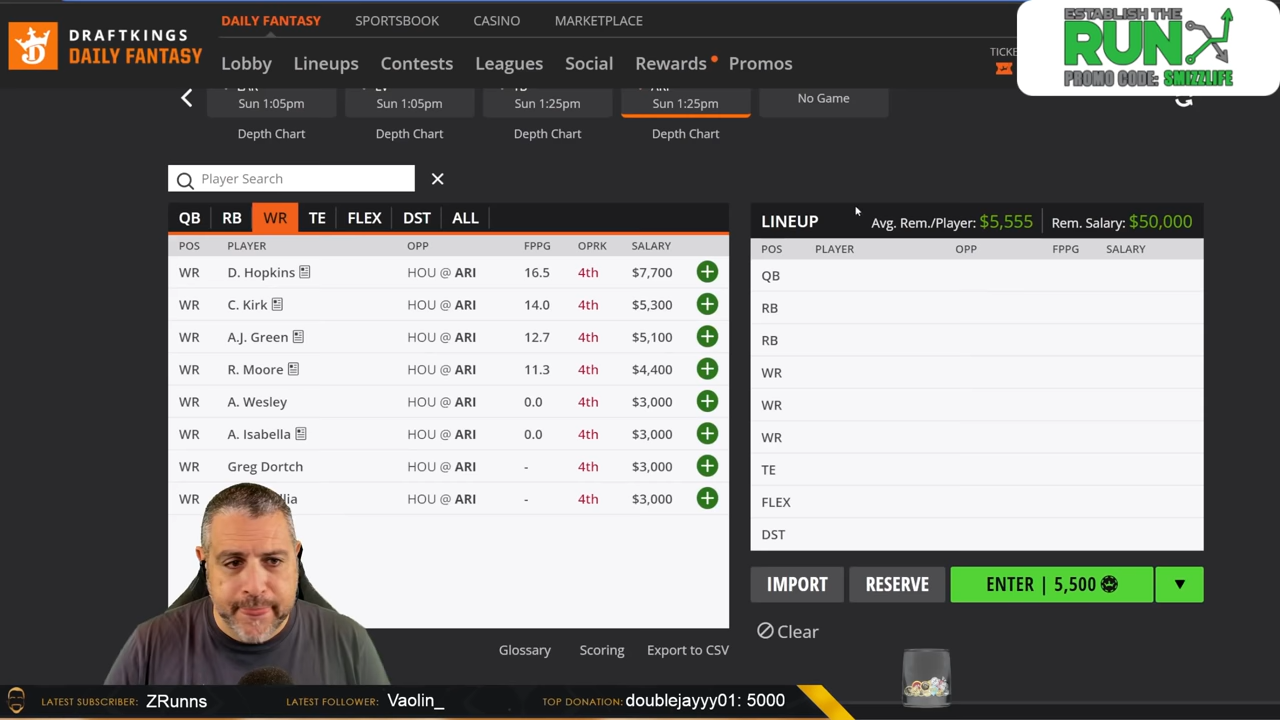 DAILY FANTASY SPORTSBOOK CASINO MARKETPLACE
DRAFTKINGS
DAILY FANTASY
Lobby Lineups Contests Leagues Social Rewards Promos
ESTABLISH THE
RUN
PROMO CODE: SMIZZLIFE
Sun 1:05pm Sun 1:05pm Sun 1:25pm Sun 1:25pm No Game
Depth Chart Depth Chart Depth Chart Depth Chart
Player Search
QB RB WR TE FLEX DST ALL
POS PLAYER OPP FPPG OPRK SALARY
WR D. Hopkins HOU @ ARI 16.5 4th $7,700
WR C. Kirk HOU @ ARI 14.0 4th $5,300
WR A.J. Green HOU @ ARI 12.7 4th $5,100
WR R. Moore HOU @ ARI 11.3 4th $4,400
WR A. Wesley HOU @ ARI 0.0 4th $3,000
WR A. Isabella HOU @ ARI 0.0 4th $3,000
WR Greg Dortch HOU @ ARI - 4th $3,000
WR HOU @ ARI - 4th $3,000
LINEUP Avg. Rem./Player: $5,555 Rem. Salary: $50,000
POS PLAYER OPP FPPG SALARY
QB
RB
RB
WR
WR
WR
TE
FLEX
DST
IMPORT RESERVE ENTER | 5,500
Clear
Glossary Scoring Export to CSV
LATEST SUBSCRIBER: ZRunns LATEST FOLLOWER: Vaolin_ TOP DONATION: doublejayyy01: 5000